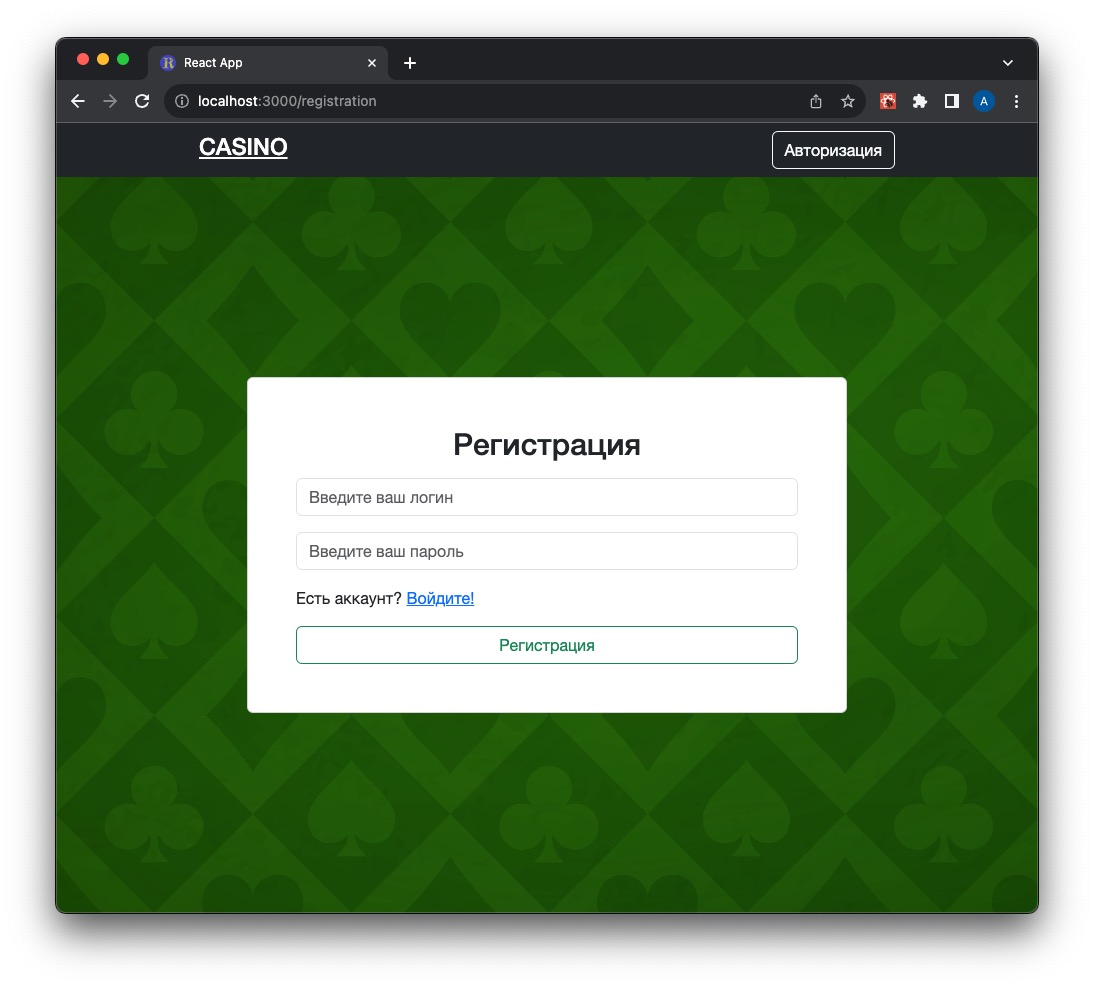 React App
localhost:3000/registration
A
CASINO
Авторизация
Регистрация
Введите ваш логин
Введите ваш пароль
Есть аккаунт? Войдите!
Регистрация